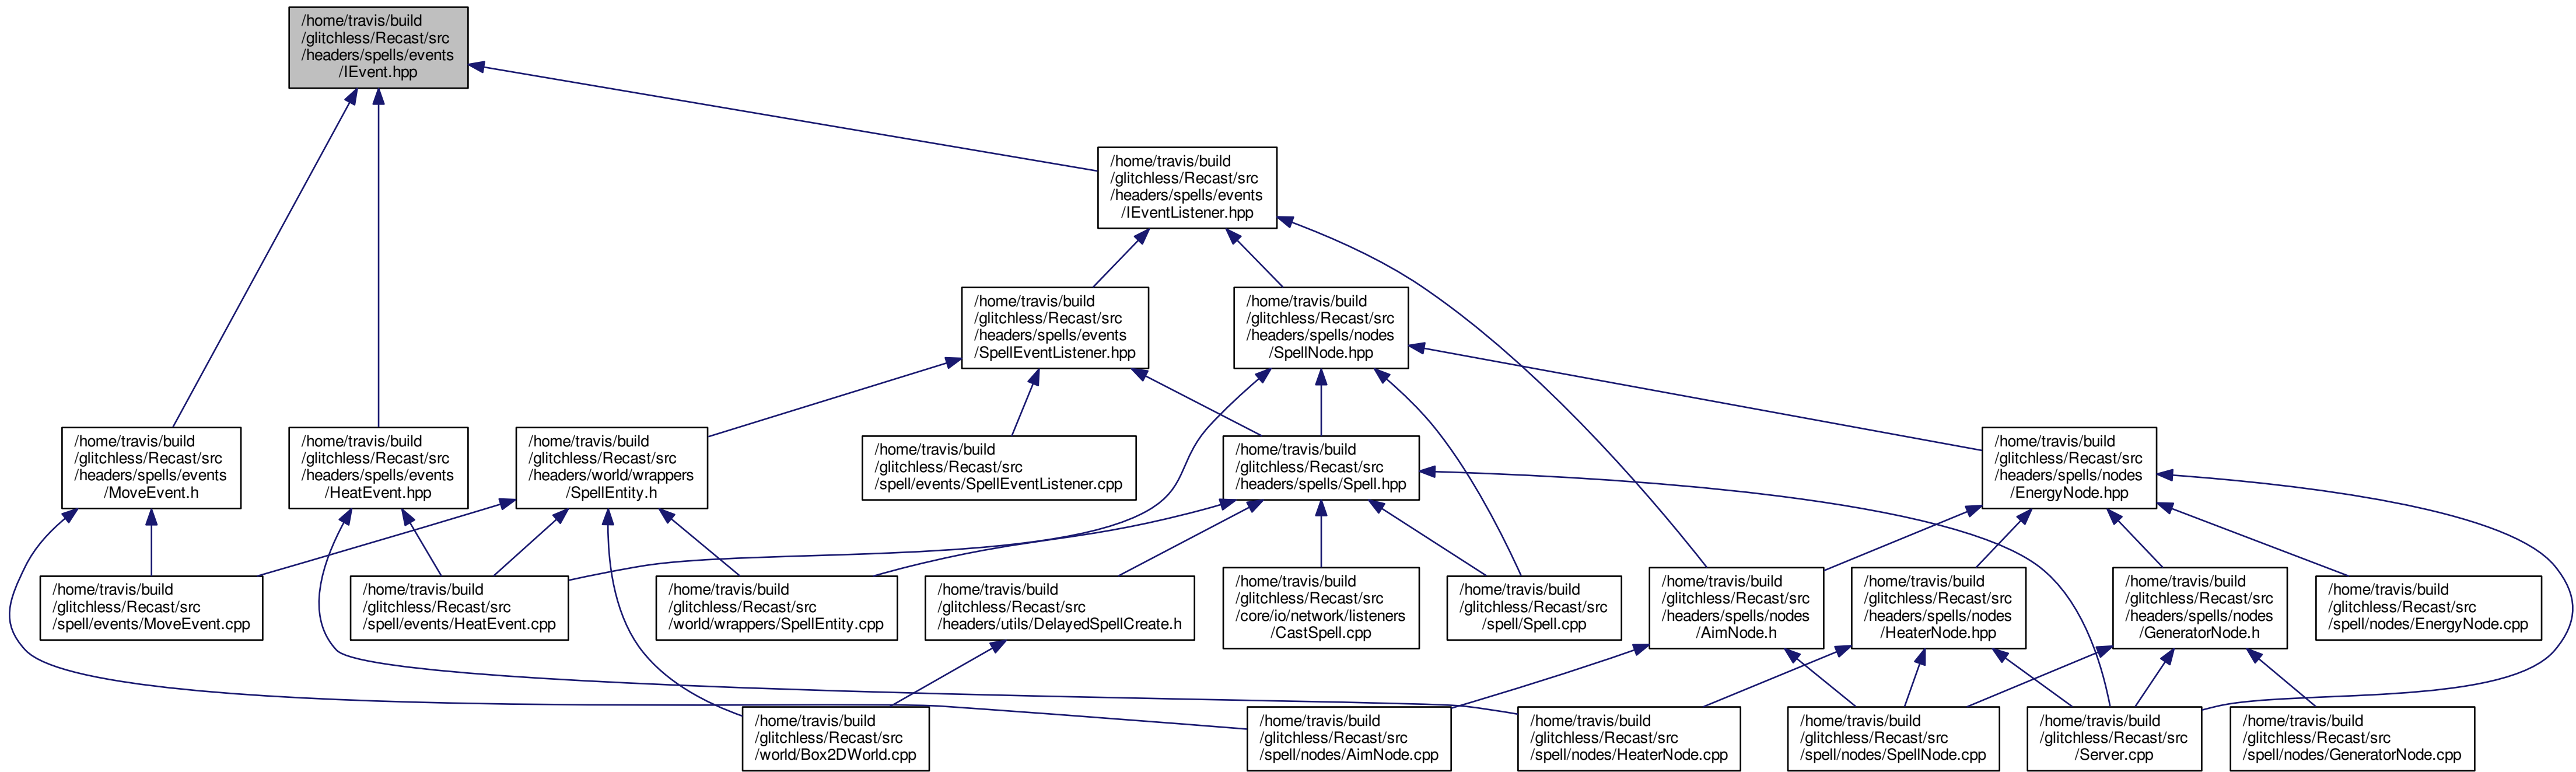 /home/travis/build
/glitchless/Recast/src
/headers/spells/events
/IEvent.hpp
/home/travis/build
/glitchless/Recast/src
/headers/spells/events
/IEventListener.hpp
/home/travis/build
/glitchless/Recast/src
/headers/spells/events
/SpellEventListener.hpp
/home/travis/build
/glitchless/Recast/src
/headers/spells/nodes
/SpellNode.hpp
/home/travis/build
/glitchless/Recast/src
/headers/spells/events
/MoveEvent.h
/home/travis/build
/glitchless/Recast/src
/headers/spells/events
/HeatEvent.hpp
/home/travis/build
/glitchless/Recast/src
/headers/world/wrappers
/SpellEntity.h
/home/travis/build
/glitchless/Recast/src
/spell/events/SpellEventListener.cpp
/home/travis/build
/glitchless/Recast/src
/headers/spells/Spell.hpp
/home/travis/build
/glitchless/Recast/src
/headers/spells/nodes
/EnergyNode.hpp
/home/travis/build
/glitchless/Recast/src
/spell/events/MoveEvent.cpp
/home/travis/build
/glitchless/Recast/src
/spell/events/HeatEvent.cpp
/home/travis/build
/glitchless/Recast/src
/world/wrappers/SpellEntity.cpp
/home/travis/build
/glitchless/Recast/src
/headers/utils/DelayedSpellCreate.h
/home/travis/build
/glitchless/Recast/src
/core/io/network/listeners
/CastSpell.cpp
/home/travis/build
/glitchless/Recast/src
/spell/Spell.cpp
/home/travis/build
/glitchless/Recast/src
/headers/spells/nodes
/AimNode.h
/home/travis/build
/glitchless/Recast/src
/headers/spells/nodes
/HeaterNode.hpp
/home/travis/build
/glitchless/Recast/src
/headers/spells/nodes
/GeneratorNode.h
/home/travis/build
/glitchless/Recast/src
/spell/nodes/EnergyNode.cpp
/home/travis/build
/glitchless/Recast/src
/world/Box2DWorld.cpp
/home/travis/build
/glitchless/Recast/src
/spell/nodes/AimNode.cpp
/home/travis/build
/glitchless/Recast/src
/spell/nodes/HeaterNode.cpp
/home/travis/build
/glitchless/Recast/src
/spell/nodes/SpellNode.cpp
/home/travis/build
/glitchless/Recast/src
/Server.cpp
/home/travis/build
/glitchless/Recast/src
/spell/nodes/GeneratorNode.cpp